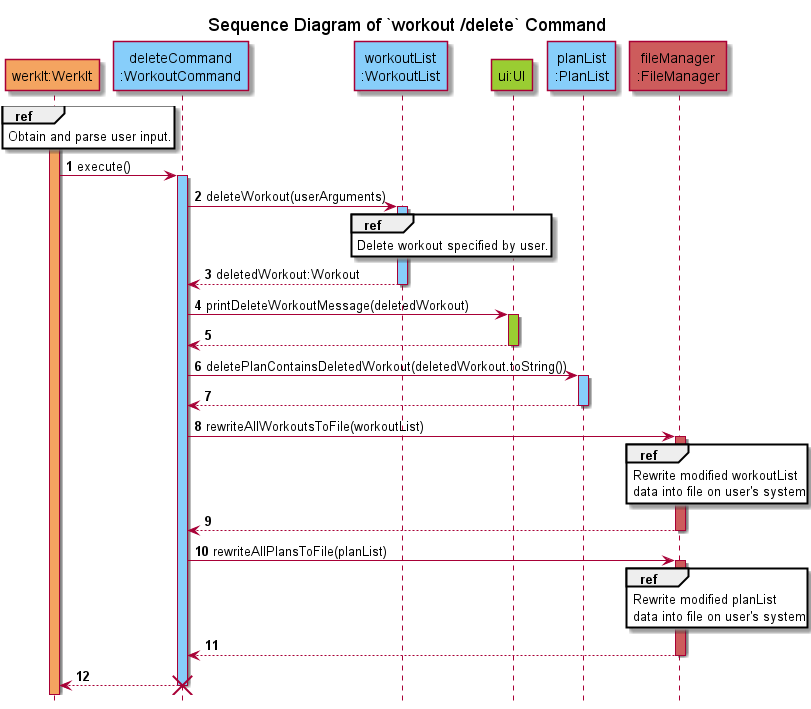 Sequence Diagram of `workout /delete` Command
werkIt:WerkIt
deleteCommand
:WorkoutCommand
workoutList
:WorkoutList
ui:UI
planList
:PlanList
fileManager
:FileManager
ref
Obtain and parse user input.
1 execute()
2 deleteWorkout(userArguments)
ref
Delete workout specified by user.
3 deletedWorkout:Workout
4 printDeleteWorkoutMessage(deletedWorkout)
5
6 deletePlanContainsDeletedWorkout(deletedWorkout.toString())
7
8 rewriteAllWorkoutsToFile(workoutList)
ref
Rewrite modified workoutList
data into file on user's system
9
10 rewriteAllPlansToFile(planList)
ref
Rewrite modified planList
data into file on user's system
11
12